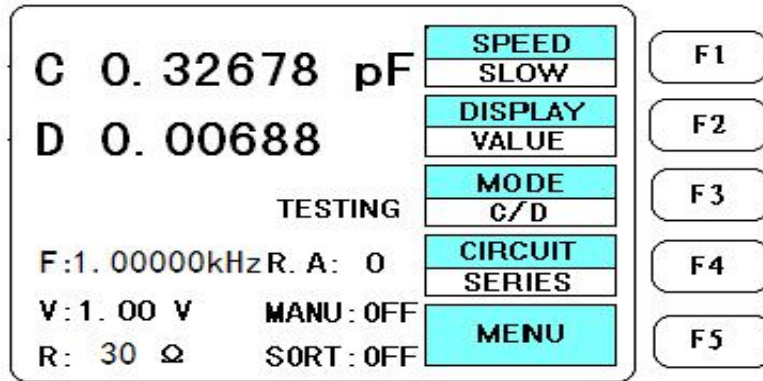 C 0.32678 pF
D 0.00688
TESTING
F:1.00000kHz R.A: 0
V:1.00 V MANU:OFF
R: 30 Ω SORT:OFF
SPEED
SLOW
DISPLAY
VALUE
MODE
C/D
CIRCUIT
SERIES
MENU
F1
F2
F3
F4
F5